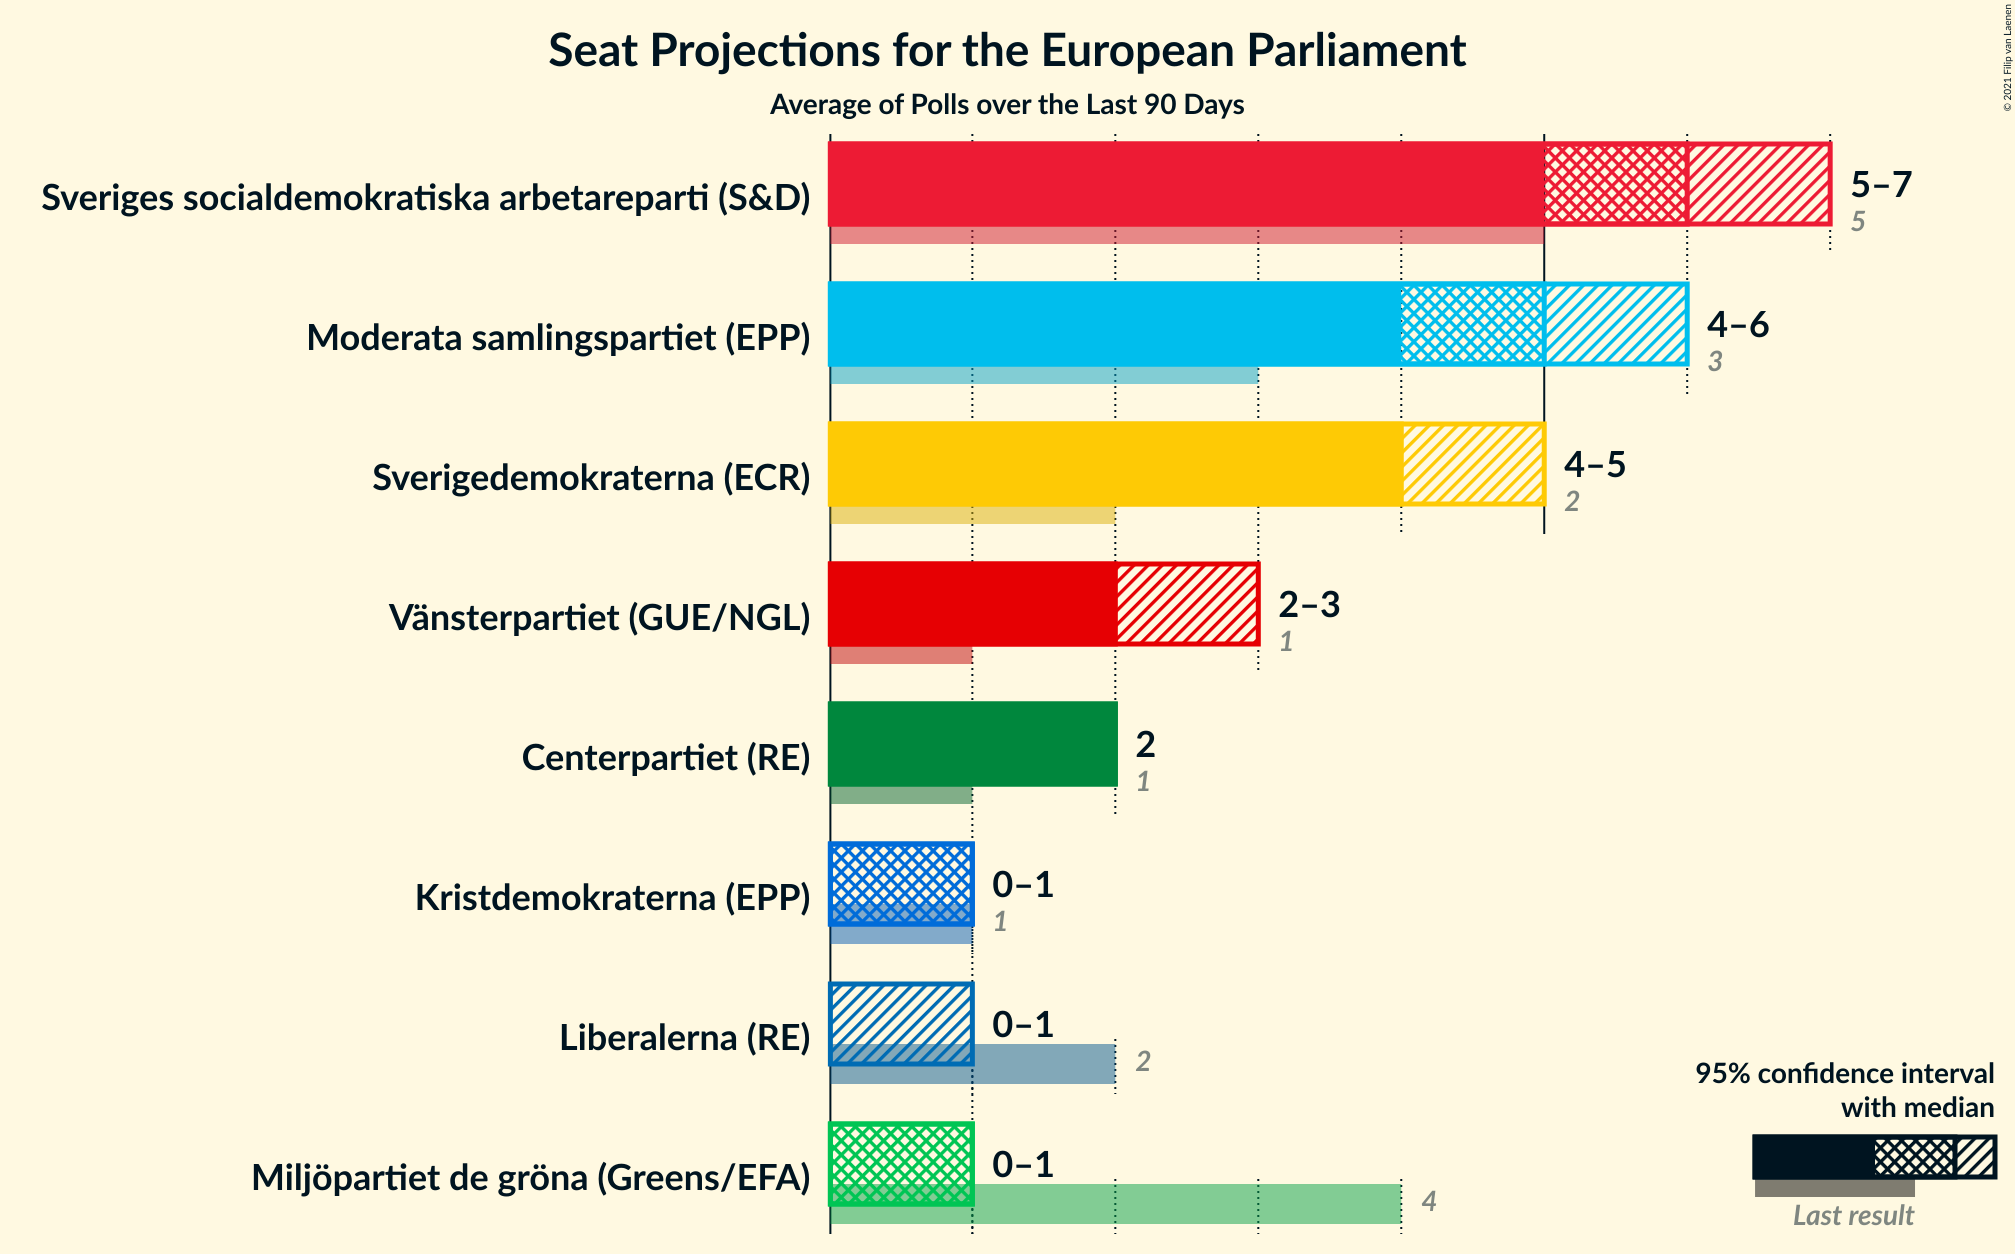 Seat Projections for the European Parliament
Average of Polls over the Last 90 Days
© 2021 Filip van Laenen
Sveriges socialdemokratiska arbetareparti (S&D)
5–7
5
Moderata samlingspartiet (EPP)
4–6
3
Sverigedemokraterna (ECR)
4–5
2
Vänsterpartiet (GUE/NGL)
2–3
1
Centerpartiet (RE)
2
1
Kristdemokraterna (EPP)
0–1
1
Liberalerna (RE)
0–1
2
Miljöpartiet de gröna (Greens/EFA)
0–1
4
95% confidence interval
with median
Last result